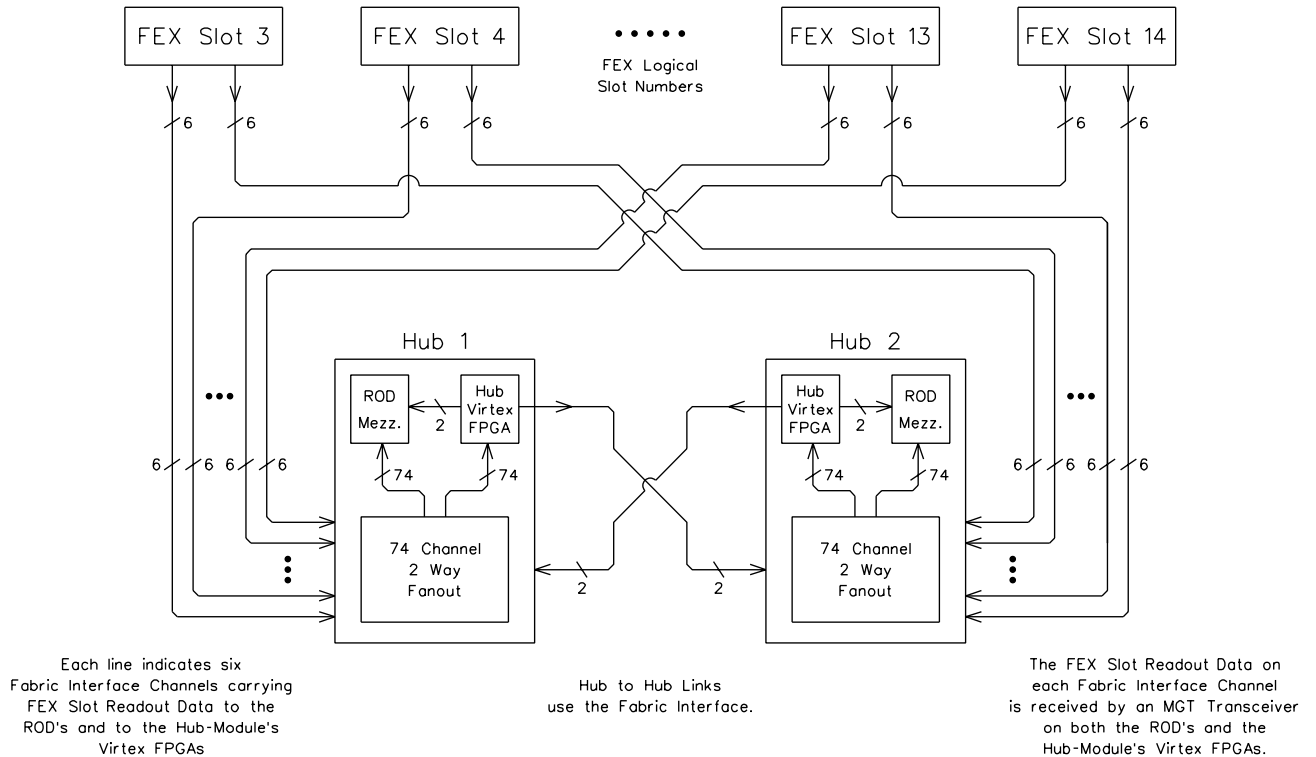 FEX Slot 3
FEX Slot 4
FEX Slot 13
FEX Slot 14
FEX Logical
Slot Numbers
6
6
6
6
6
6
6
6
Hub 1
Hub 2
ROD
Mezz.
Hub
Virtex
FPGA
2
Hub
Virtex
FPGA
ROD
Mezz.
2
6
6
6
6
74
74
74
74
6
6
6
6
74 Channel
2 Way
Fanout
74 Channel
2 Way
Fanout
2
2
Each line indicates six
Fabric Interface Channels carrying
FEX Slot Readout Data to the
ROD's and to the Hub-Module's
Virtex FPGAs
Hub to Hub Links
use the Fabric Interface.
The FEX Slot Readout Data on
each Fabric Interface Channel
is received by an MGT Transceiver
on both the ROD's and the
Hub-Module's Virtex FPGAs.